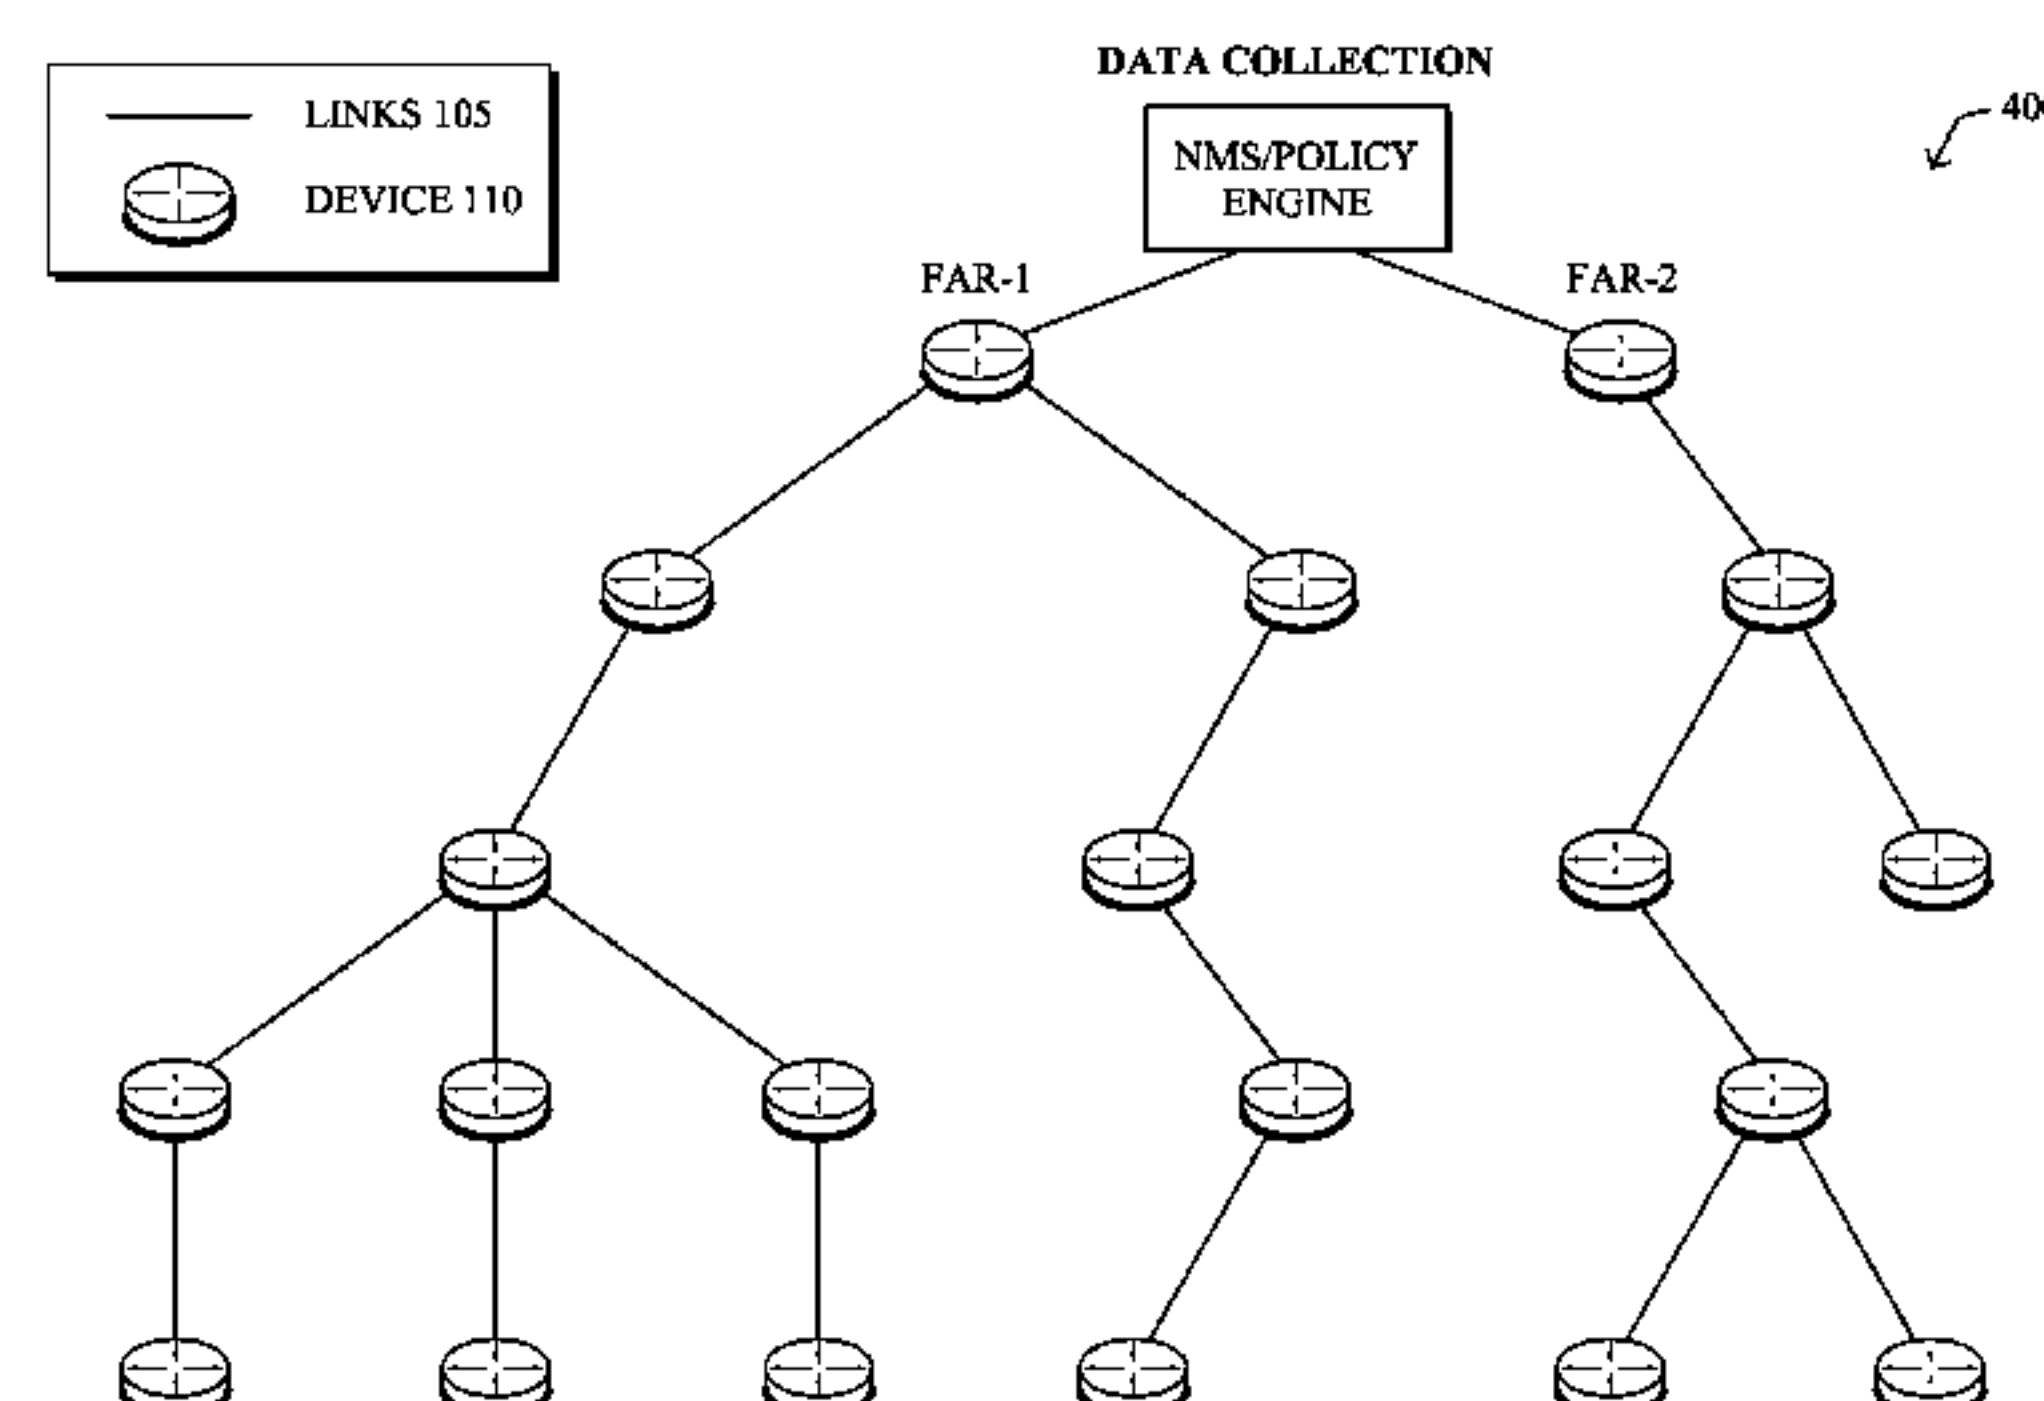 DATA COLLECTION
LINKS 105
DEVICE 110
NMS/POLICY
ENGINE
FAR-1
FAR-2